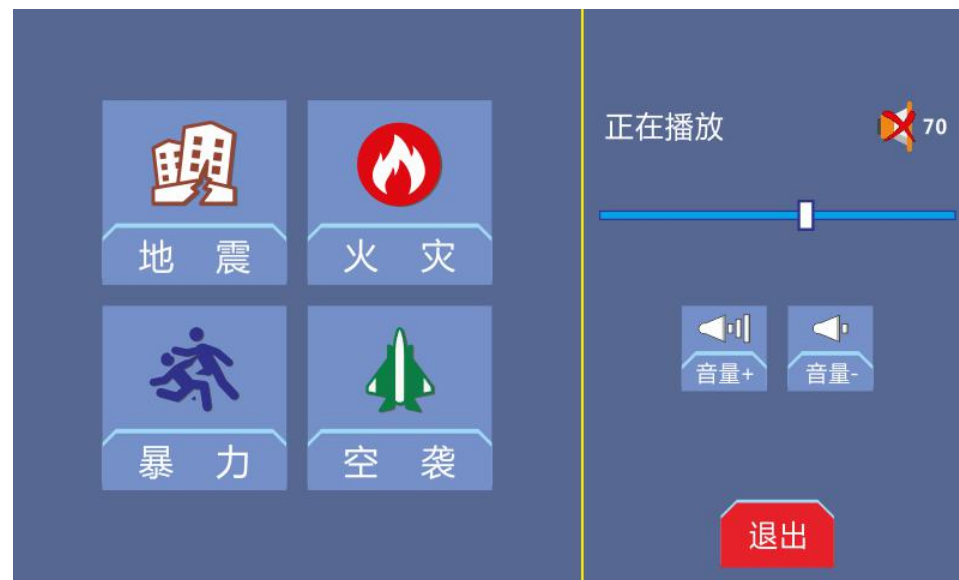 地 震
火 灾
暴 力
空 袭
正在播放
70
音量+
音量-
退出